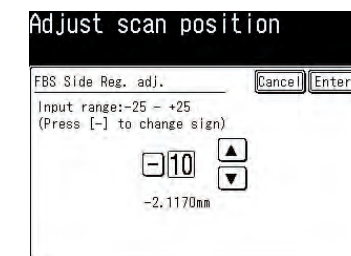 Adjust scan position
FBS Side Reg. adj. Cancel Enter
Input range:-25 – +25
(Press [-] to change sign)
- 10 ▲
▼
-2.1170mm